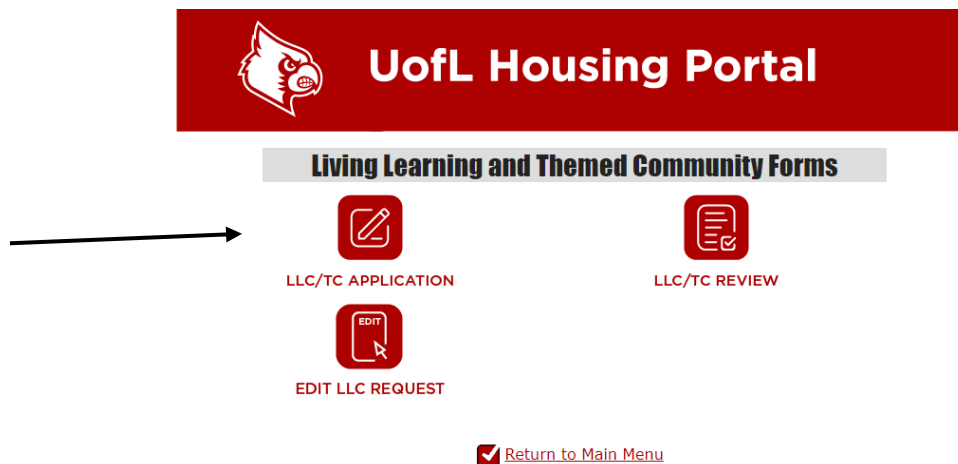 UofL Housing Portal
Living Learning and Themed Community Forms
LLC/TC APPLICATION
LLC/TC REVIEW
EDIT
EDIT LLC REQUEST
Return to Main Menu